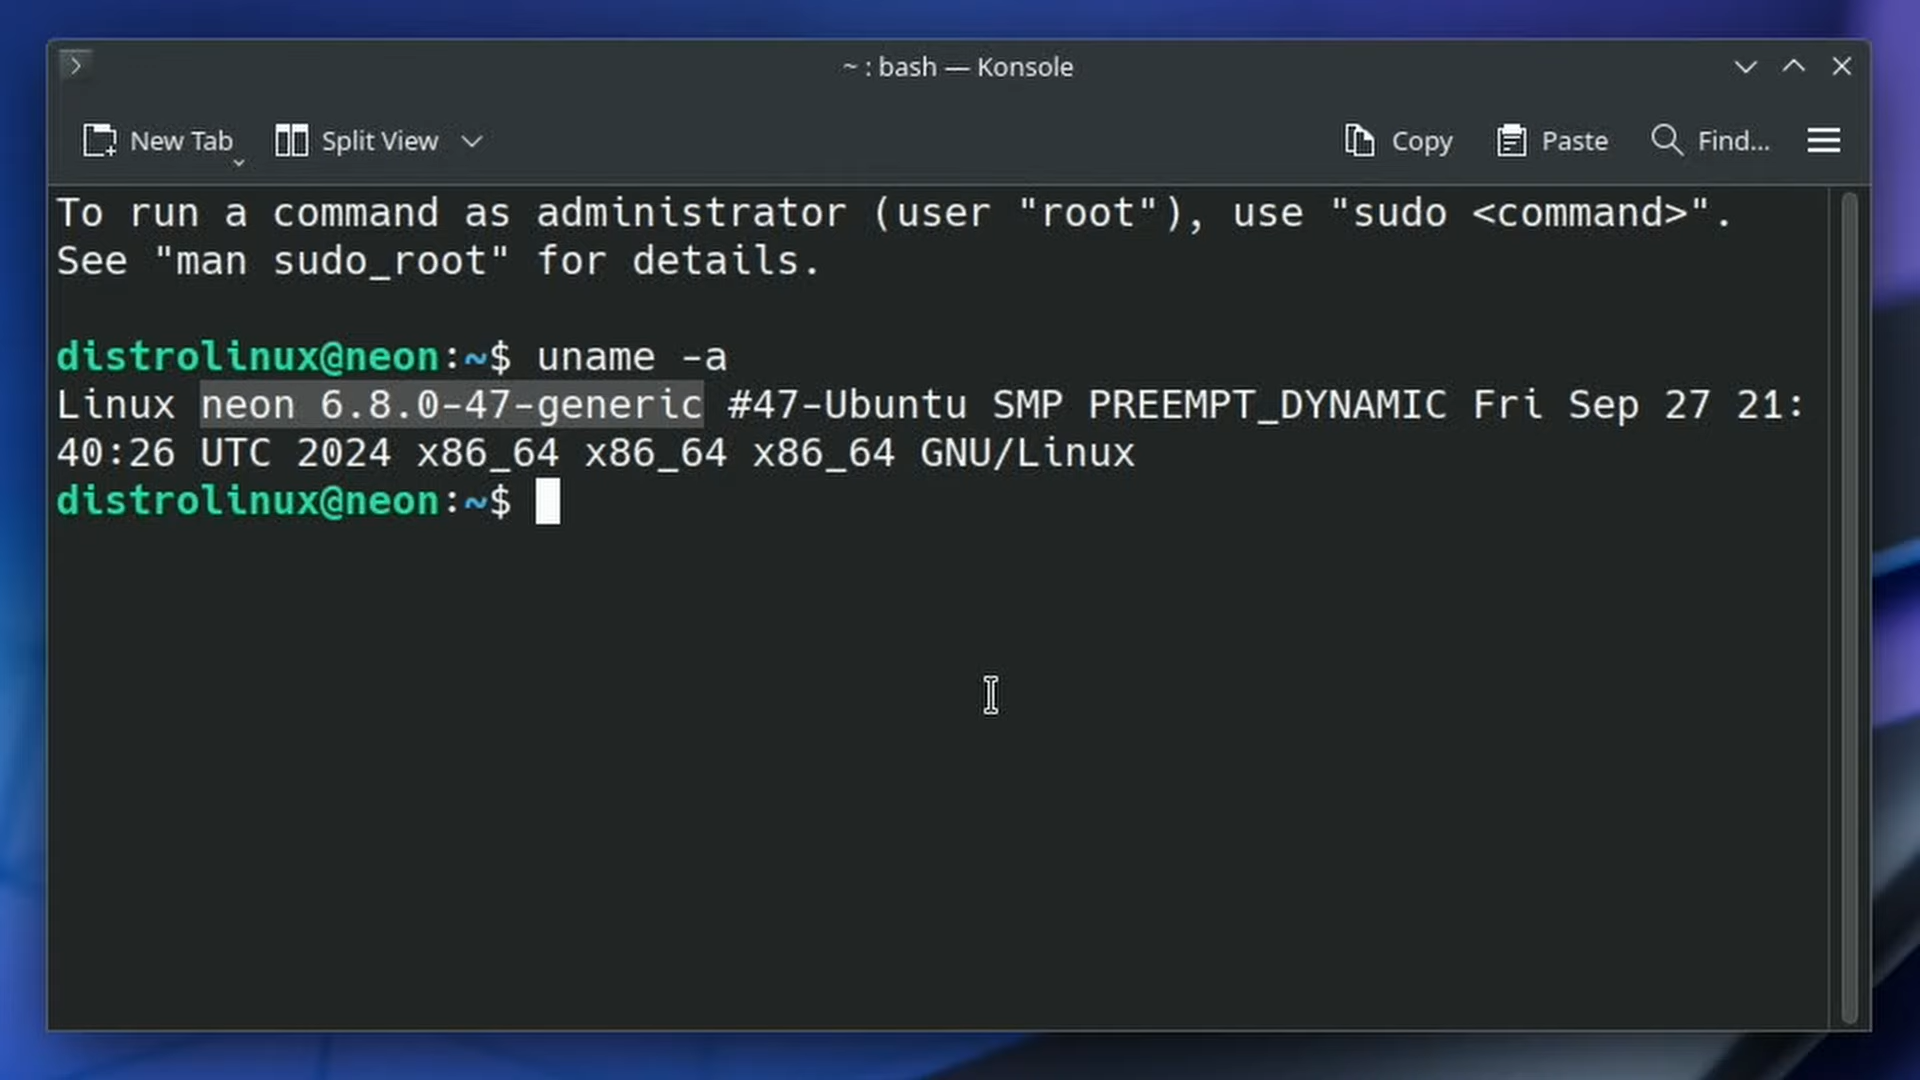 ~ : bash — Konsole
New Tab Split View Copy Paste Find...
To run a command as administrator (user "root"), use "sudo <command>".
See "man sudo_root" for details.
distrolinux@neon:~$ uname -a
Linux neon 6.8.0-47-generic #47-Ubuntu SMP PREEMPT_DYNAMIC Fri Sep 27 21:
40:26 UTC 2024 x86_64 x86_64 x86_64 GNU/Linux
distrolinux@neon:~$